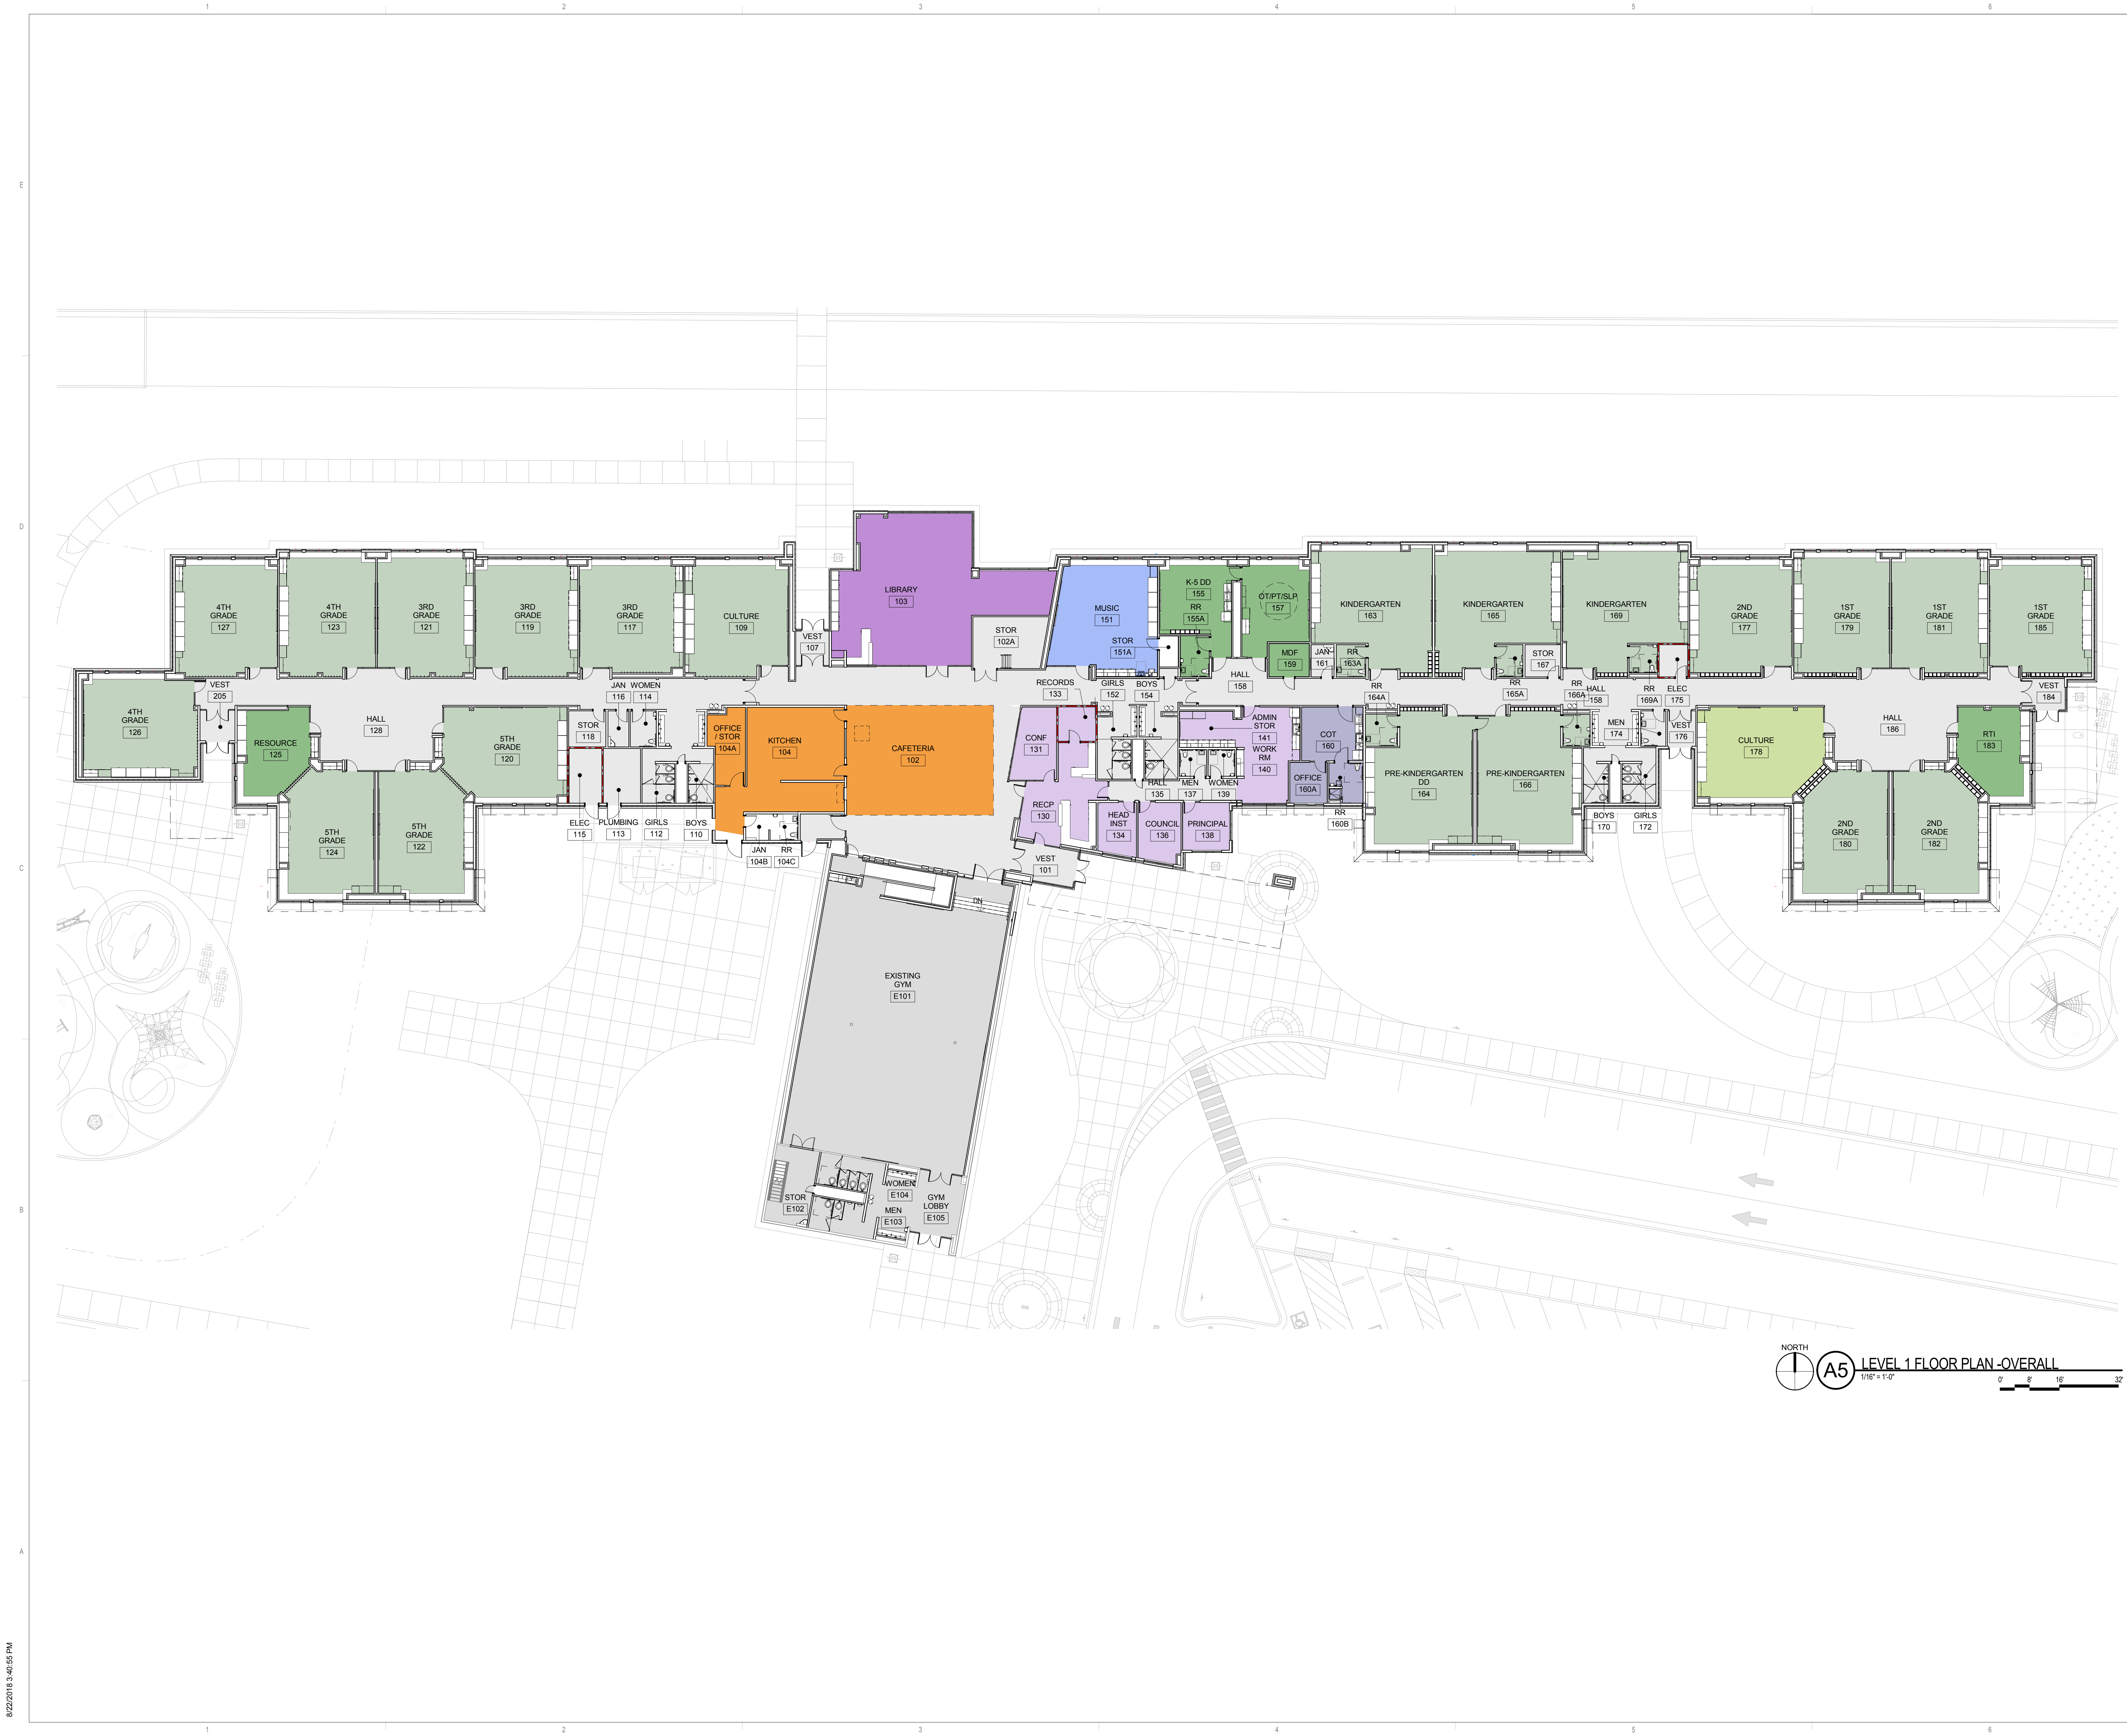 1 2 3 4 5 6
E
D
C
B
A
4TH
GRADE
127
4TH
GRADE
123
3RD
GRADE
121
3RD
GRADE
119
3RD
GRADE
117
CULTURE
109
VEST
107
LIBRARY
103
STOR
102A
MUSIC
151
STOR
151A
K-5 DD
155
RR
155A
OT/PT/SLP
157
MDF
159
JAN
161
RR
163A
KINDERGARTEN
163
KINDERGARTEN
165
STOR
167
KINDERGARTEN
169
2ND
GRADE
177
1ST
GRADE
179
1ST
GRADE
181
1ST
GRADE
185
4TH
GRADE
126
VEST
205
RESOURCE
125
HALL
128
5TH
GRADE
120
STOR
118
JAN
116
WOMEN
114
OFFICE
/ STOR
104A
KITCHEN
104
CAFETERIA
102
RECORDS
133
CONF
131
GIRLS
152
BOYS
154
HALL
158
ADMIN
STOR
141
WORK
RM
140
COT
160
OFFICE
160A
RR
164A
RR
165A
RR
166A
HALL
158
RR
169A
ELEC
175
MEN
174
VEST
176
CULTURE
178
HALL
186
RTI
183
VEST
184
5TH
GRADE
124
5TH
GRADE
122
ELEC
115
PLUMBING
113
GIRLS
112
BOYS
110
JAN
104B
RR
104C
RECP
130
HALL
135
MEN
137
WOMEN
139
HEAD
INST
134
COUNCIL
136
PRINCIPAL
138
VEST
101
RR
160B
PRE-KINDERGARTEN
DD
164
PRE-KINDERGARTEN
166
BOYS
170
GIRLS
172
2ND
GRADE
180
2ND
GRADE
182
DN
EXISTING
GYM
E101
STOR
E102
WOMEN
E104
MEN
E103
GYM
LOBBY
E105
NORTH
A5
LEVEL 1 FLOOR PLAN -OVERALL
1/16" = 1'-0"
0' 8' 16' 32'
8/22/2018 3:40:55 PM
1 2 3 4 5 6